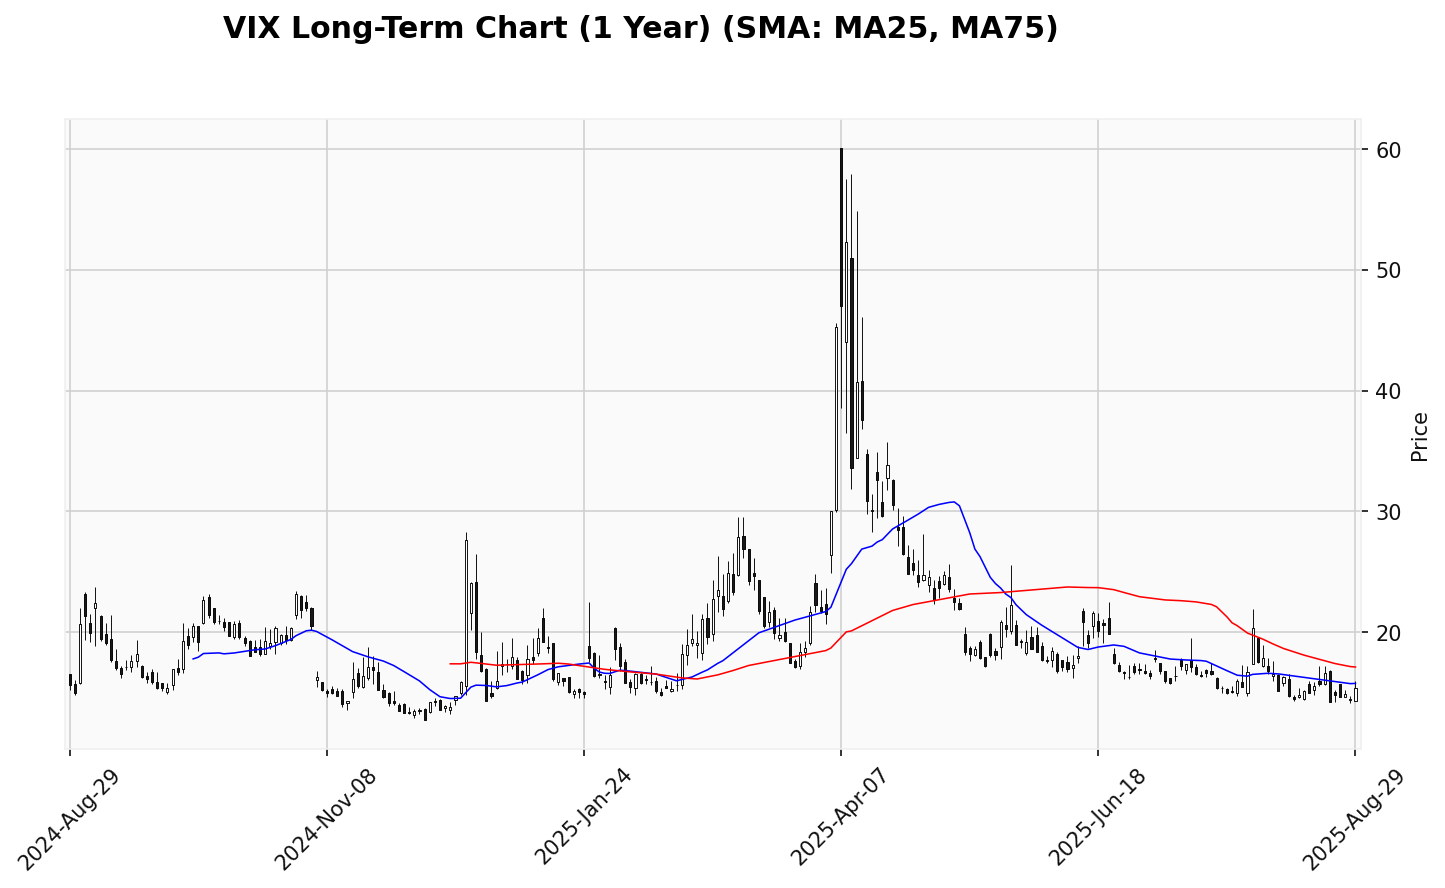 VIX Long-Term Chart (1 Year) (SMA: MA25, MA75)
60
50
40
30
20
Price
2024-Aug-29
2024-Nov-08
2025-Jan-24
2025-Apr-07
2025-Jun-18
2025-Aug-29